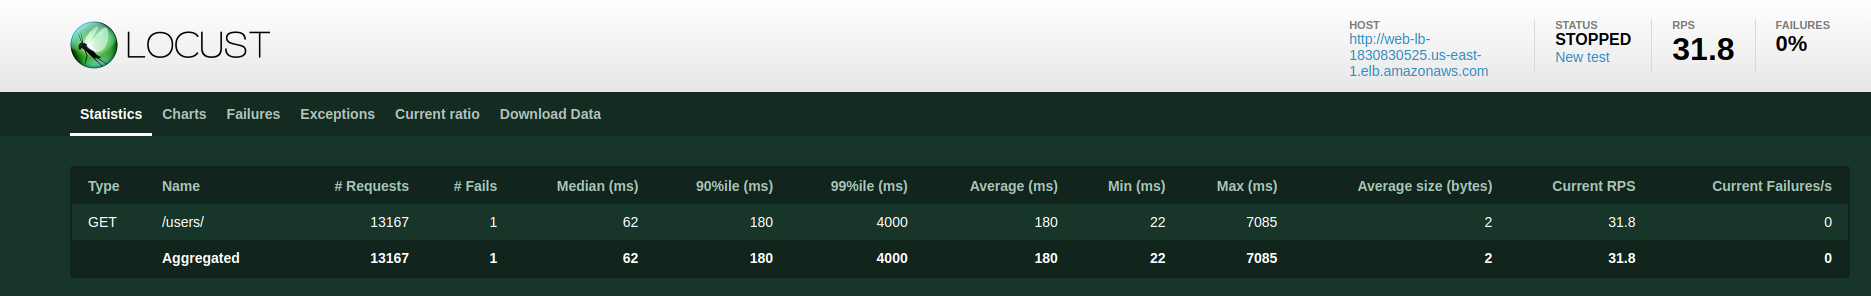 LOCUST
HOST
http://web-lb-
1830830525.us-east-
1.elb.amazonaws.com
STATUS
STOPPED
New test
RPS
31.8
FAILURES
0%
Statistics Charts Failures Exceptions Current ratio Download Data
Type Name # Requests # Fails Median (ms) 90%ile (ms) 99%ile (ms) Average (ms) Min (ms) Max (ms) Average size (bytes) Current RPS Current Failures/s
GET /users/ 13167 1 62 180 4000 180 22 7085 2 31.8 0
Aggregated 13167 1 62 180 4000 180 22 7085 2 31.8 0